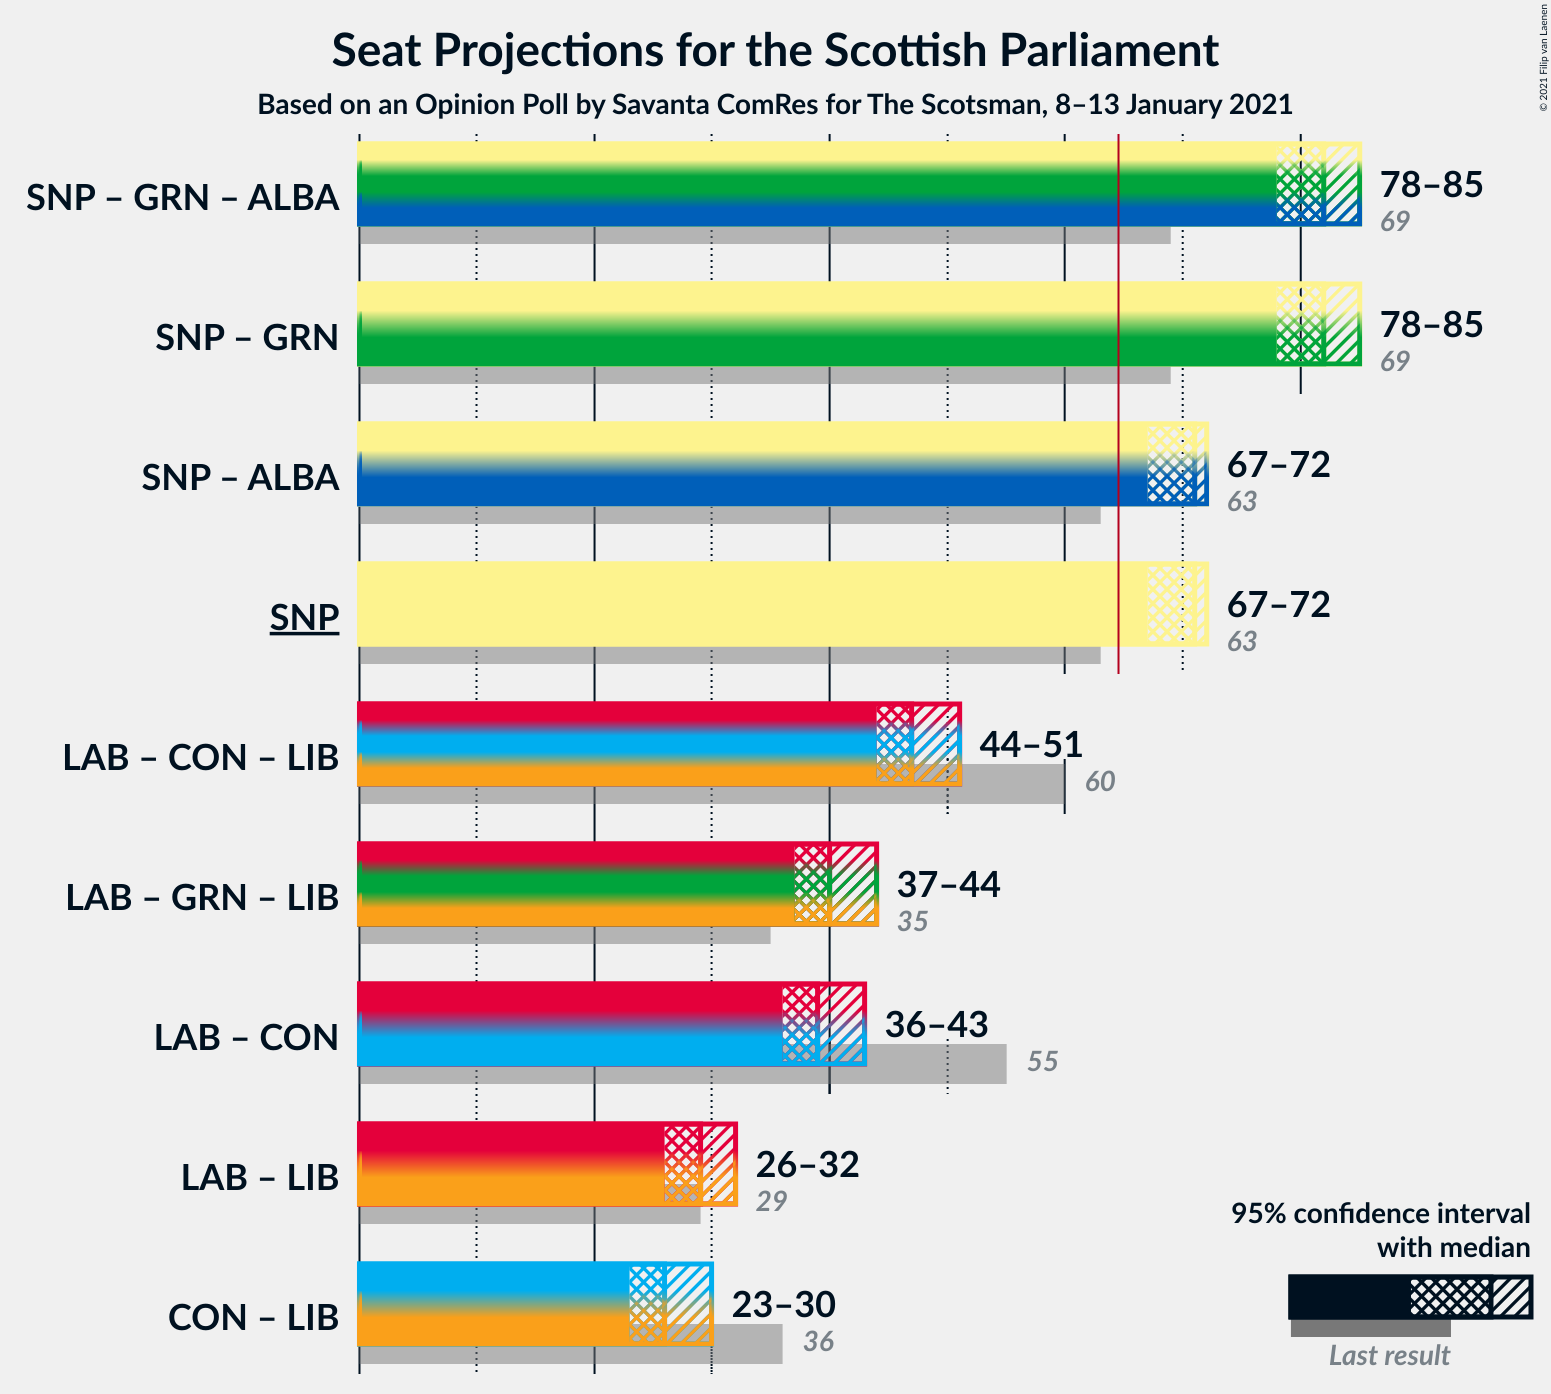 Seat Projections for the Scottish Parliament
Based on an Opinion Poll by Savanta ComRes for The Scotsman, 8–13 January 2021
© 2021 Filip van Laenen
SNP – GRN – ALBA
78–85
69
SNP – GRN
78–85
69
SNP – ALBA
67–72
63
SNP
67–72
63
LAB – CON – LIB
44–51
60
LAB – GRN – LIB
37–44
35
LAB – CON
36–43
55
LAB – LIB
26–32
29
CON – LIB
23–30
36
95% confidence interval
with median
Last result